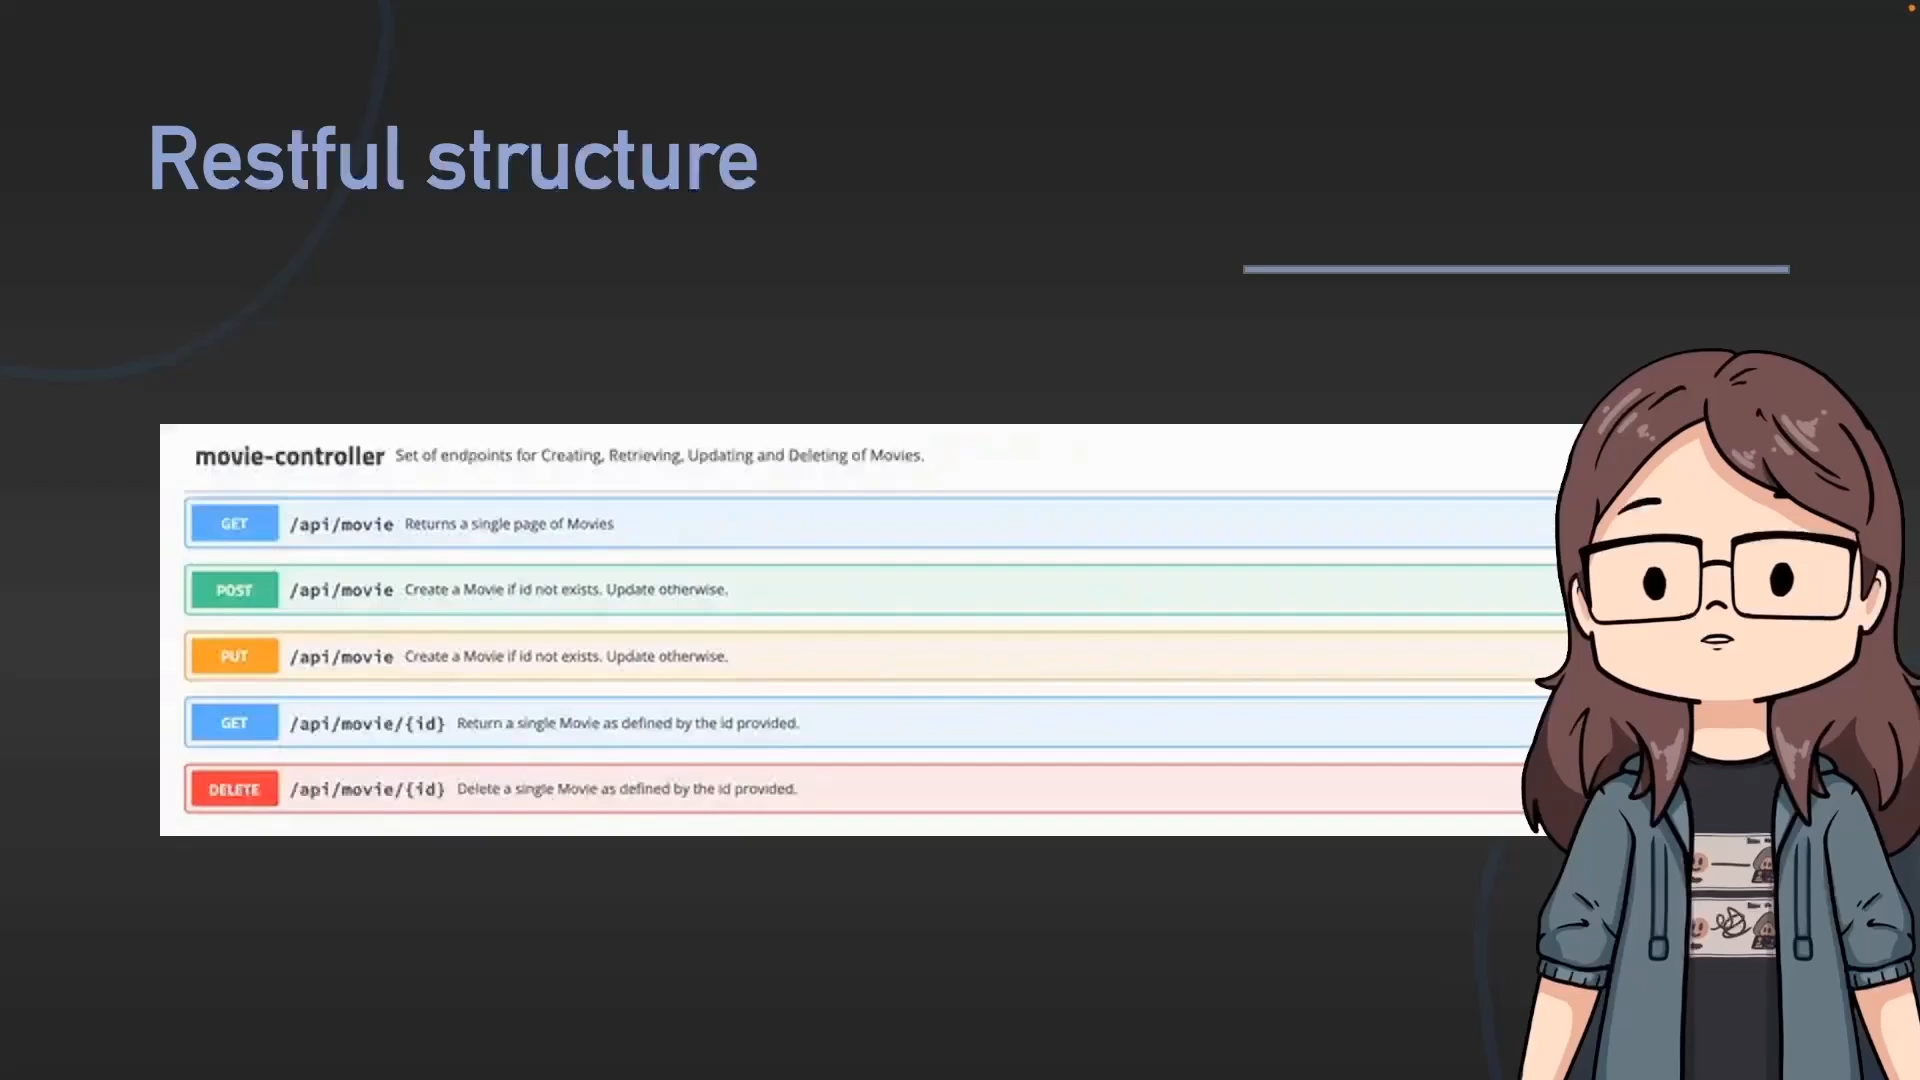 Restful structure
movie-controller Set of endpoints for Creating, Retrieving, Updating and Deleting of Movies.
GET /api/movie Returns a single page of Movies
POST /api/movie Create a Movie if id not exists. Update otherwise.
PUT /api/movie Create a Movie if id not exists. Update otherwise.
GET /api/movie/{id} Return a single Movie as defined by the id provided.
DELETE /api/movie/{id} Delete a single Movie as defined by the id provided.